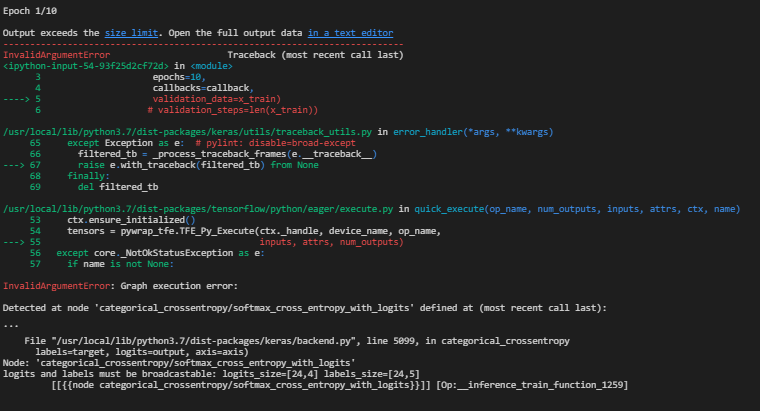 Epoch 1/10
Output exceeds the size limit. Open the full output data in a text editor
---------------------------------------------------------------------------
InvalidArgumentError                      Traceback (most recent call last)
<ipython-input-54-93f25d2cf72d> in <module>
      3                     epochs=10,
      4                     callbacks=callback,
----> 5                     validation_data=x_train)
      6                    # validation_steps=len(x_train))
/usr/local/lib/python3.7/dist-packages/keras/utils/traceback_utils.py in error_handler(*args, **kwargs)
     65     except Exception as e:  # pylint: disable=broad-except
     66       filtered_tb = _process_traceback_frames(e.__traceback__)
---> 67       raise e.with_traceback(filtered_tb) from None
     68     finally:
     69       del filtered_tb
/usr/local/lib/python3.7/dist-packages/tensorflow/python/eager/execute.py in quick_execute(op_name, num_outputs, inputs, attrs, ctx, name)
     53     ctx.ensure_initialized()
     54     tensors = pywrap_tfe.TFE_Py_Execute(ctx._handle, device_name, op_name,
---> 55                                         inputs, attrs, num_outputs)
     56   except core._NotOkStatusException as e:
     57     if name is not None:
InvalidArgumentError: Graph execution error:
Detected at node 'categorical_crossentropy/softmax_cross_entropy_with_logits' defined at (most recent call last):
...
    File "/usr/local/lib/python3.7/dist-packages/keras/backend.py", line 5099, in categorical_crossentropy
      labels=target, logits=output, axis=axis)
Node: 'categorical_crossentropy/softmax_cross_entropy_with_logits'
logits and labels must be broadcastable: logits_size=[24,4] labels_size=[24,5]
	 [[{{node categorical_crossentropy/softmax_cross_entropy_with_logits}}]] [Op:__inference_train_function_1259]